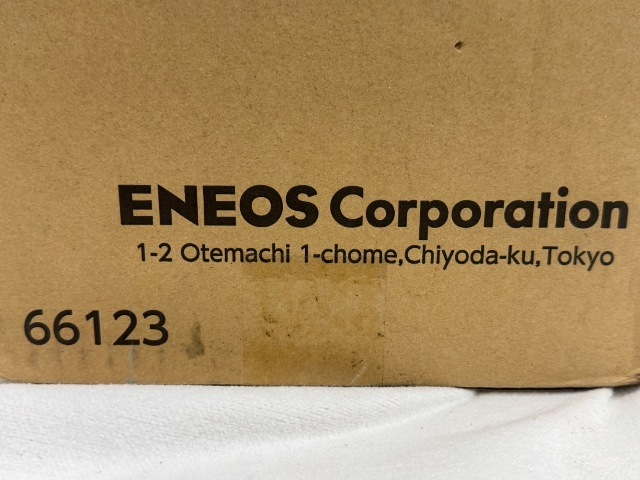 ENEOS Corporation
1-2 Otemachi 1-chome,Chiyoda-ku,Tokyo
66123